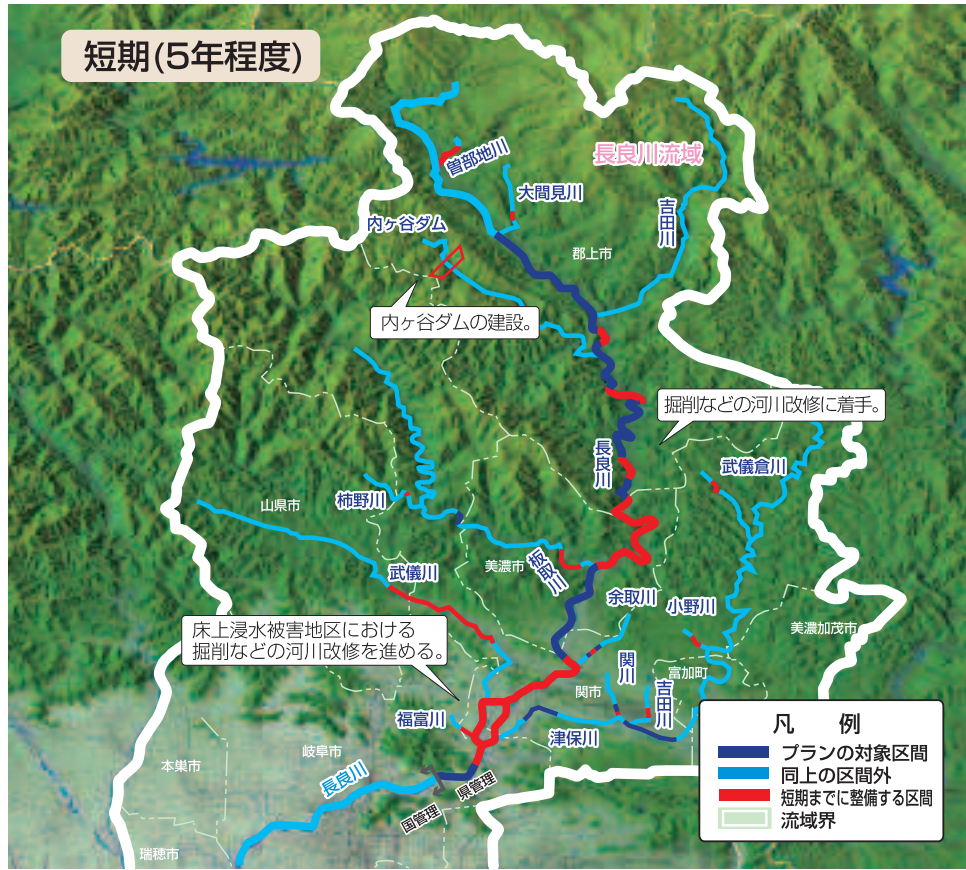 短期(5年程度)
長良川流域
曽部地川
大間見川
吉田川
内ヶ谷ダム
郡上市
内ヶ谷ダムの建設。
掘削などの河川改修に着手。
長良川
武儀倉川
柿野川
山県市
板取川
美濃市
武儀川
余取川
小野川
美濃加茂市
床上浸水被害地区における
掘削などの河川改修を進める。
関川
富加町
関市
吉田川
福富川
津保川
岐阜市
本巣市
長良川
県管理
国管理
瑞穂市
凡　例
プランの対象区間
同上の区間外
短期までに整備する区間
流域界